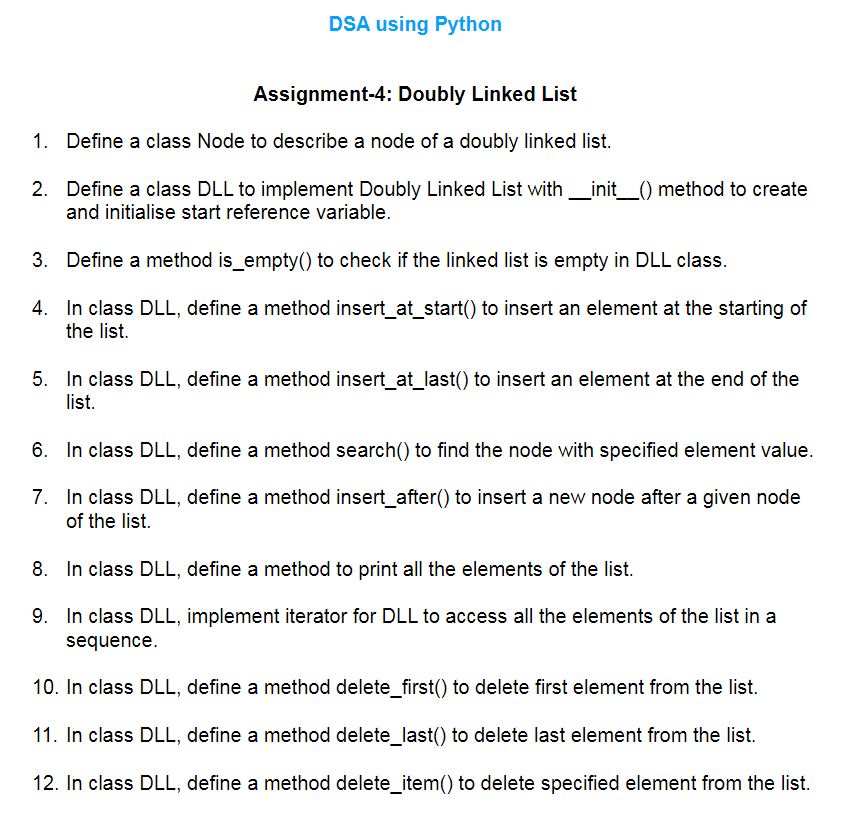 DSA using Python
Assignment-4: Doubly Linked List
1. Define a class Node to describe a node of a doubly linked list.
2. Define a class DLL to implement Doubly Linked List with __init__() method to create
and initialise start reference variable.
3. Define a method is_empty() to check if the linked list is empty in DLL class.
4. In class DLL, define a method insert_at_start() to insert an element at the starting of
the list.
5. In class DLL, define a method insert_at_last() to insert an element at the end of the
list.
6. In class DLL, define a method search() to find the node with specified element value.
7. In class DLL, define a method insert_after() to insert a new node after a given node
of the list.
8. In class DLL, define a method to print all the elements of the list.
9. In class DLL, implement iterator for DLL to access all the elements of the list in a
sequence.
10. In class DLL, define a method delete_first() to delete first element from the list.
11. In class DLL, define a method delete_last() to delete last element from the list.
12. In class DLL, define a method delete_item() to delete specified element from the list.